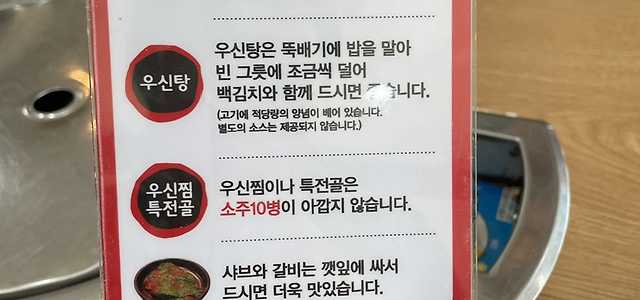 우신탕
우신탕은 뚝배기에 밥을 말아
빈 그릇에 조금씩 덜어
백김치와 함께 드시면 좋습니다.
(고기에 적당량의 양념이 베어 있습니다.
별도의 소스는 제공되지 않습니다.)
우신찜
특전골
우신찜이나 특전골은
소주10병이 아깝지 않습니다.
샤브와 갈비는 깻잎에 싸서
드시면 더욱 맛있습니다.